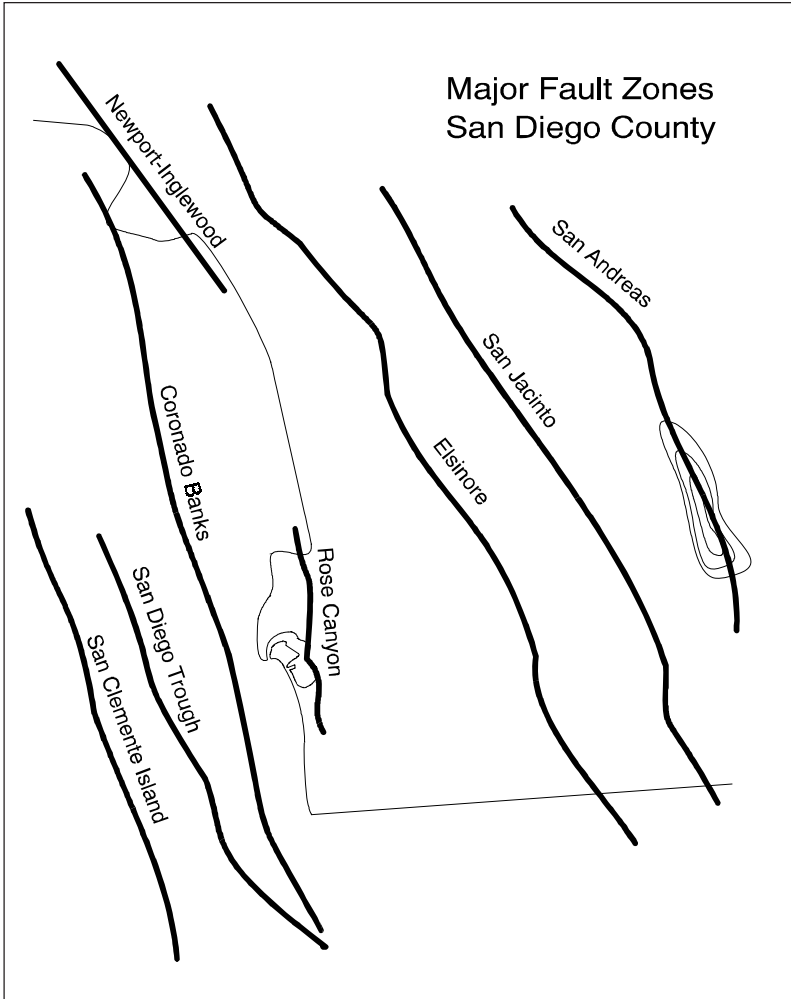 Major Fault Zones
San Diego County
Newport-Inglewood
San Andreas
San Jacinto
Coronado Banks
Elsinore
Rose Canyon
San Diego Trough
San Clemente Island